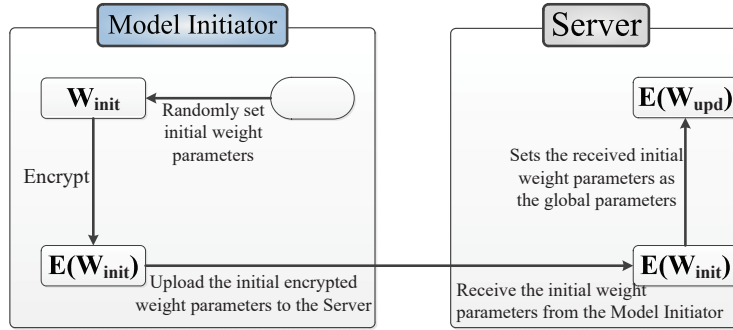 Model Initiator
Server
W_init
Randomly set
initial weight
parameters
Encrypt
E(W_init)
Upload the initial encrypted
weight parameters to the Server
E(W_upd)
Sets the received initial
weight parameters as
the global parameters
E(W_init)
Receive the initial weight
parameters from the Model Initiator